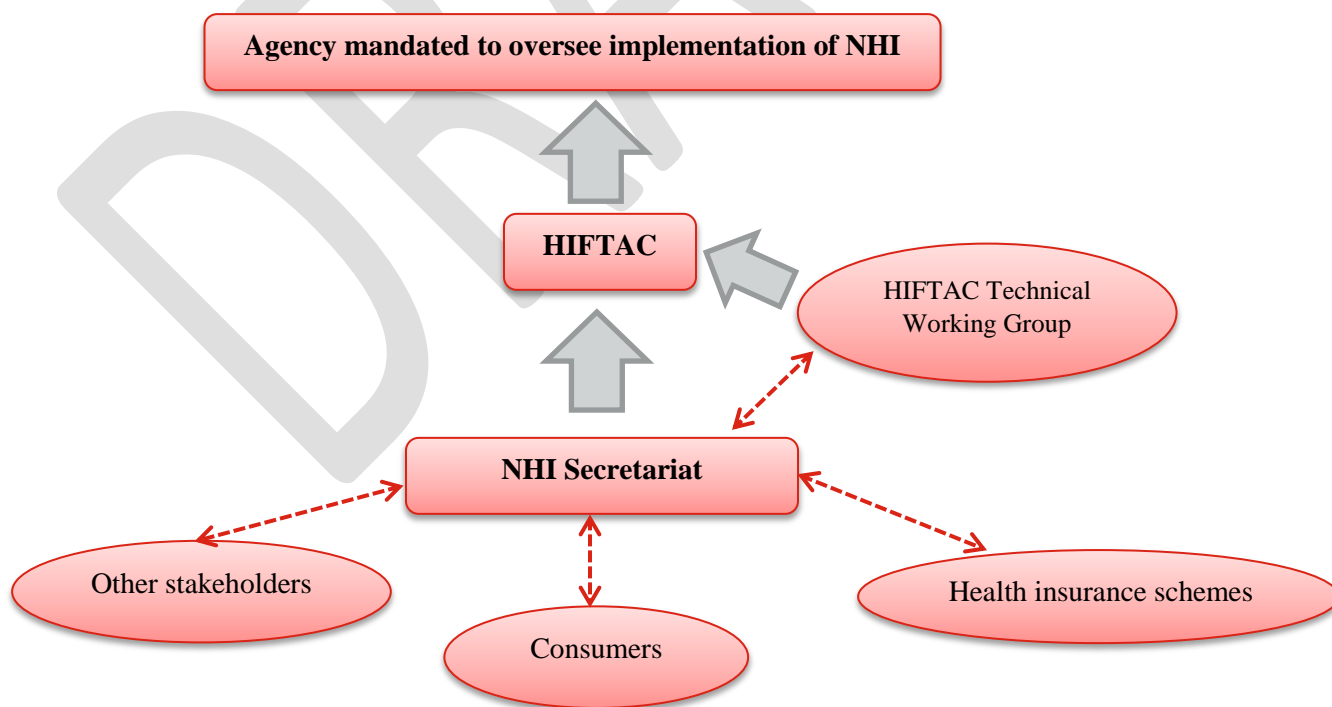 Agency mandated to oversee implementation of NHI
HIFTAC
HIFTAC Technical
Working Group
NHI Secretariat
Other stakeholders
Health insurance schemes
Consumers